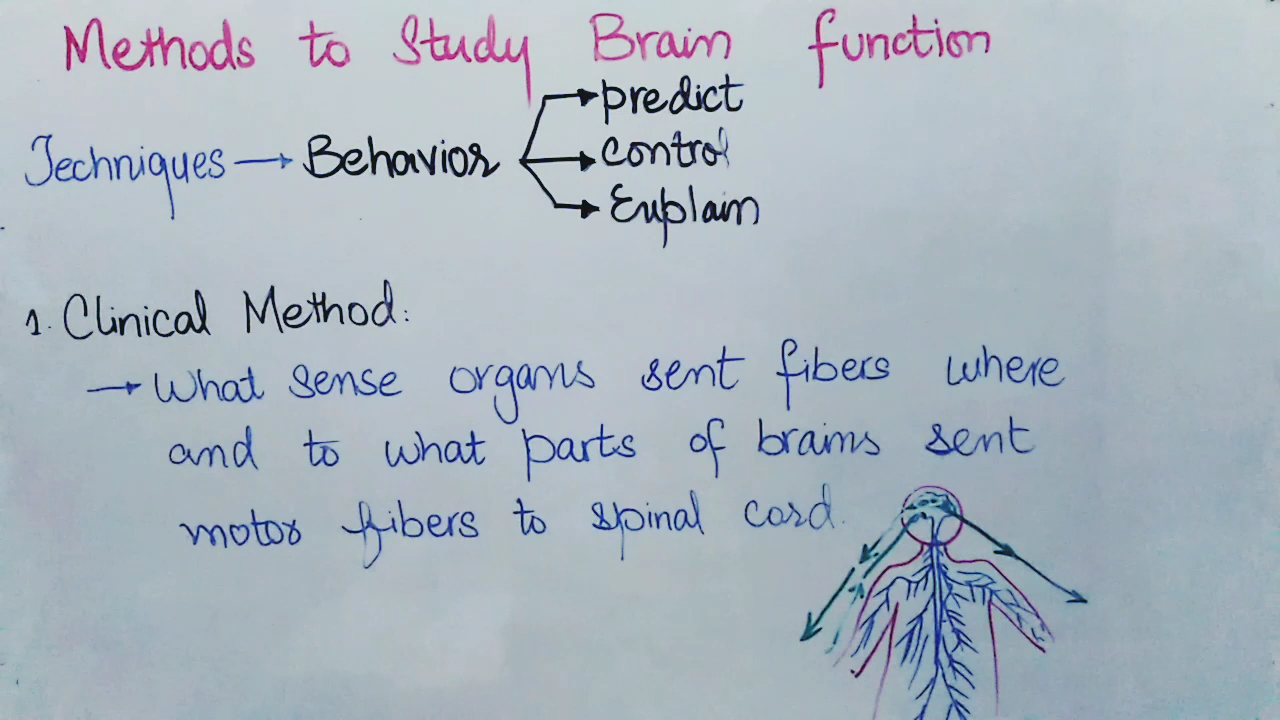 Methods to Study Brain function
predict
Techniques → Behavior → control
Explain
1. Clinical Method:
→ What sense organs sent fibers where
and to what parts of brains sent
motor fibers to spinal cord.